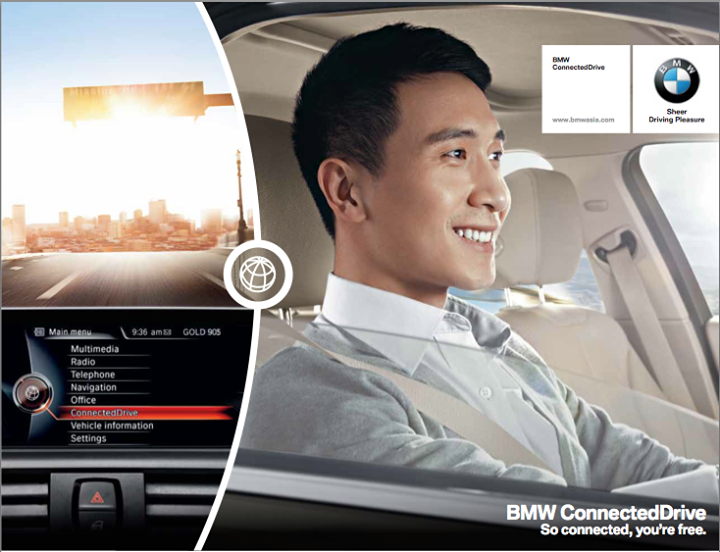 BMW
ConnectedDrive
www.bmwasia.com
BMW
Sheer
Driving Pleasure
Main menu 9:36 am GOLD 905
Multimedia
Radio
Telephone
Navigation
Office
ConnectedDrive
Vehicle information
Settings
BMW ConnectedDrive
So connected, you're free.